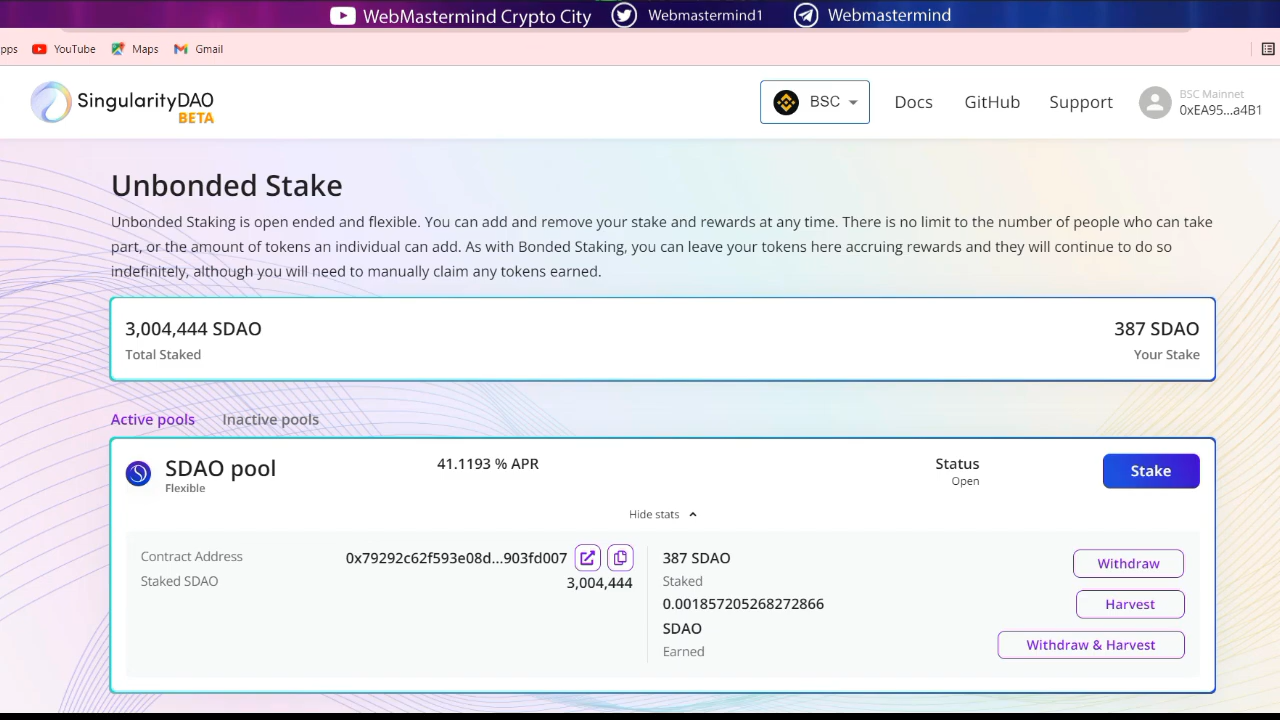 WebMastermind Crypto City Webmastermind1 Webmastermind
pps YouTube Maps Gmail
SingularityDAO
BETA
BSC Docs GitHub Support
BSC Mainnet
0xEA95...a4B1
Unbonded Stake
Unbonded Staking is open ended and flexible. You can add and remove your stake and rewards at any time. There is no limit to the number of people who can take
part, or the amount of tokens an individual can add. As with Bonded Staking, you can leave your tokens here accruing rewards and they will continue to do so
indefinitely, although you will need to manually claim any tokens earned.
3,004,444 SDAO 387 SDAO
Total Staked Your Stake
Active pools Inactive pools
SDAO pool
Flexible
41.1193 % APR
Status
Open
Stake
Hide stats
Contract Address 0x79292c62f593e08d...903fd007
Staked SDAO 3,004,444
387 SDAO
Staked
0.001857205268272866
SDAO
Earned
Withdraw
Harvest
Withdraw & Harvest